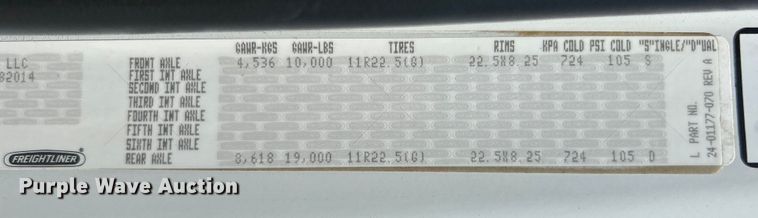 GAWR-KGS GAWR-LBS TIRES RIMS KPA COLD PSI COLD "S"INGLE/"D"UAL
LLC FRONT AXLE 4,536 10,000 11R22.5(G) 22.5X8.25 724 105 S
82014 FIRST INT AXLE
SECOND INT AXLE
THIRD INT AXLE
FOURTH INT AXLE
FIFTH INT AXLE
SIXTH INT AXLE
FREIGHTLINER REAR AXLE 8,618 19,000 11R22.5(G) 22.5X8.25 724 105 D
L PART NO.
24-01177-070 REV A
Purple Wave Auction